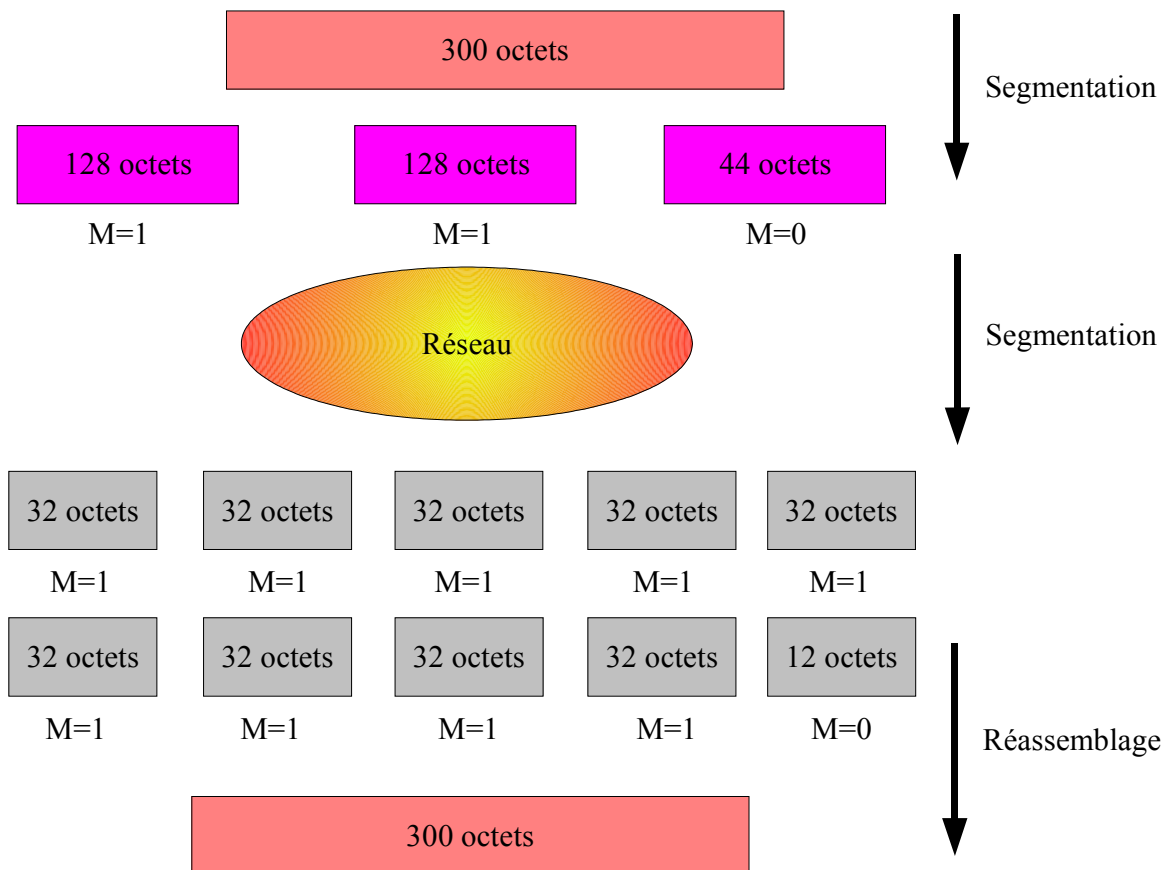 300 octets
Segmentation
128 octets
128 octets
44 octets
M=1
M=1
M=0
Réseau
Segmentation
32 octets
32 octets
32 octets
32 octets
32 octets
M=1
M=1
M=1
M=1
M=1
32 octets
32 octets
32 octets
32 octets
12 octets
M=1
M=1
M=1
M=1
M=0
Réassemblage
300 octets